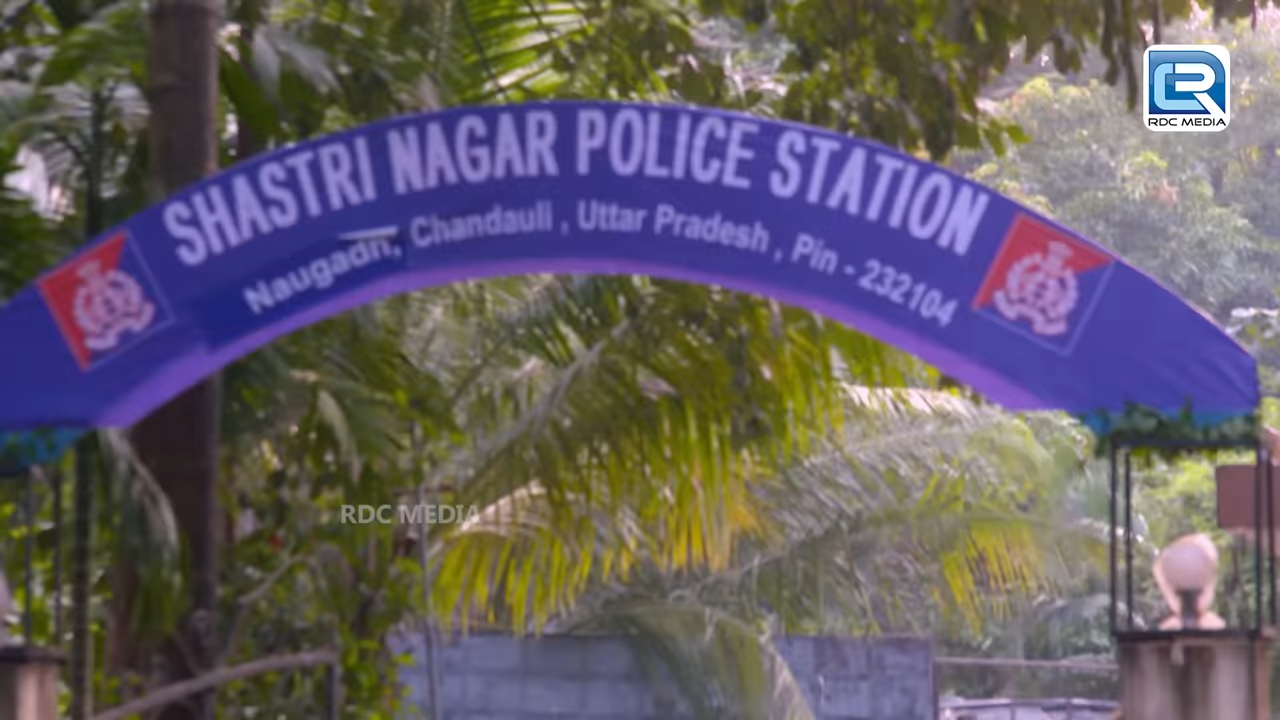 SHASTRI NAGAR POLICE STATION
Naugadh, Chandauli , Uttar Pradesh , Pin - 232104
RDC MEDIA
RDC MEDIA